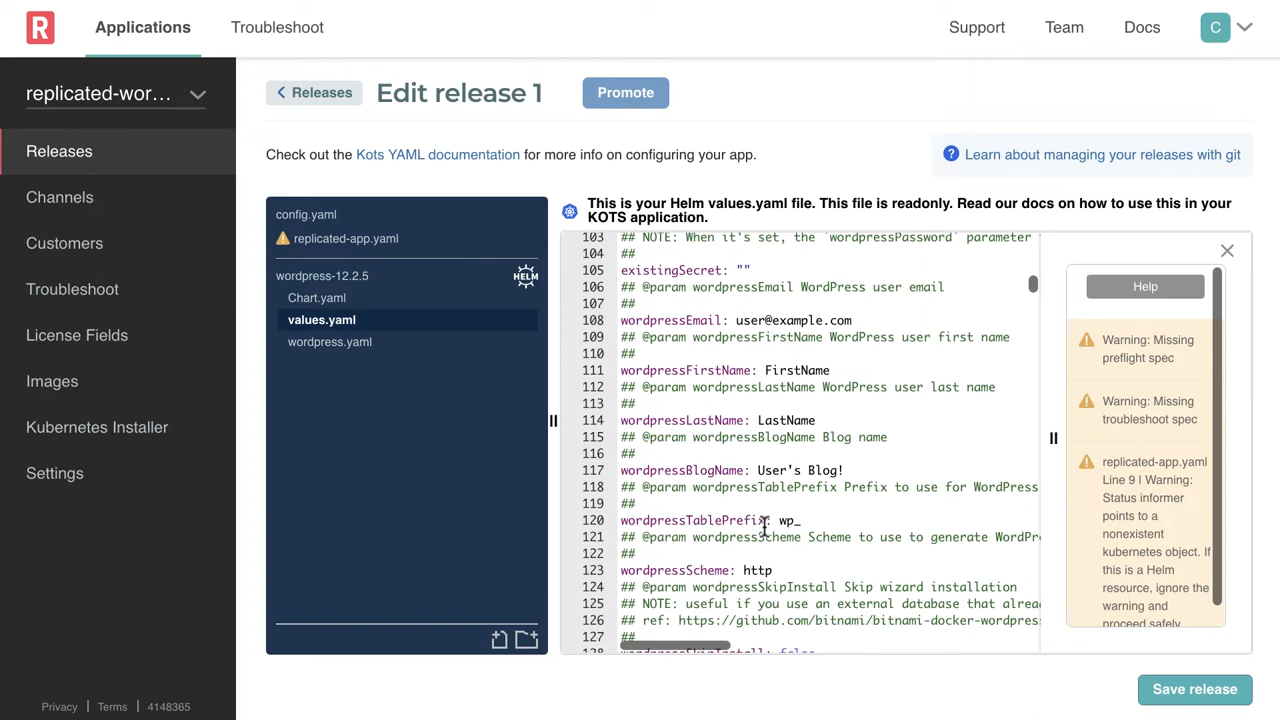 R
Applications
Troubleshoot
Support
Team
Docs
C
replicated-wor...
Releases
Channels
Customers
Troubleshoot
License Fields
Images
Kubernetes Installer
Settings
Privacy | Terms | 4148365
Releases
Edit release 1
Promote
Check out the Kots YAML documentation for more info on configuring your app.
? Learn about managing your releases with git
config.yaml
replicated-app.yaml
wordpress-12.2.5
HELM
Chart.yaml
values.yaml
wordpress.yaml
This is your Helm values.yaml file. This file is readonly. Read our docs on how to use this in your
KOTS application.
103 ## NOTE: When it's set, the `wordpressPassword` parameter
104 ##
105 existingSecret: ""
106 ## @param wordpressEmail WordPress user email
107 ##
108 wordpressEmail: user@example.com
109 ## @param wordpressFirstName WordPress user first name
110 ##
111 wordpressFirstName: FirstName
112 ## @param wordpressLastName WordPress user last name
113 ##
114 wordpressLastName: LastName
115 ## @param wordpressBlogName Blog name
116 ##
117 wordpressBlogName: User's Blog!
118 ## @param wordpressTablePrefix Prefix to use for WordPress
119 ##
120 wordpressTablePrefix: wp_
121 ## @param wordpressScheme Scheme to use to generate WordPre
122 ##
123 wordpressScheme: http
124 ## @param wordpressSkipInstall Skip wizard installation
125 ## NOTE: useful if you use an external database that alrea
126 ## ref: https://github.com/bitnami/bitnami-docker-wordpres
127 ##
128 wordpressSkipInstall: false
Help
Warning: Missing
preflight spec
Warning: Missing
troubleshoot spec
replicated-app.yaml
Line 9 | Warning:
Status informer
points to a
nonexistent
kubernetes object. If
this is a Helm
resource, ignore the
warning and
proceed safely
Save release